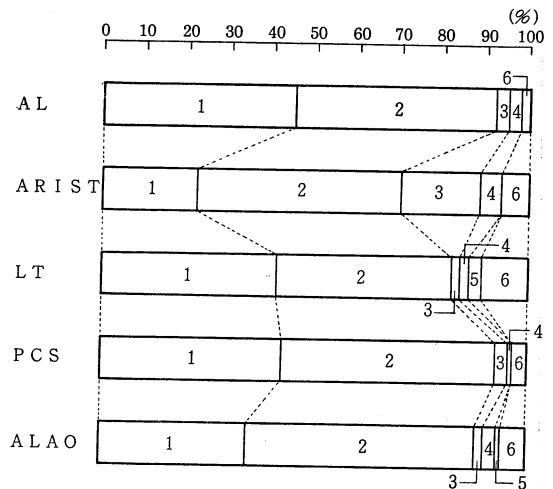 (%)
0 10 20 30 40 50 60 70 80 90 100
6
AL 1 2 3 4
ARIST 1 2 3 4 6
4
LT 1 2 5 6
3
4
PCS 1 2 3 6
ALAO 1 2 4 6
3 5